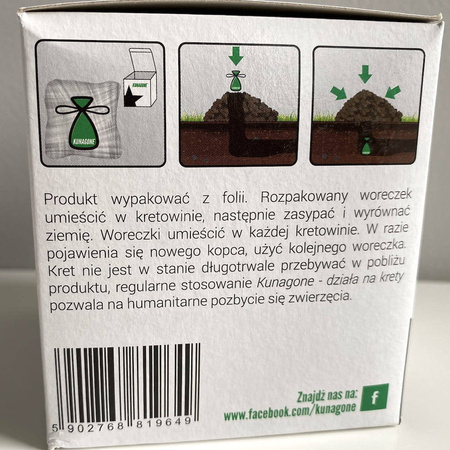 KUNAGONE
KUNAGONE
Produkt wypakować z folii. Rozpakowany woreczek
umieścić w kretowinie, następnie zasypać i wyrównać
ziemię. Woreczki umieścić w każdej kretowinie. W razie
pojawienia się nowego kopca, użyć kolejnego woreczka.
Kret nie jest w stanie długotrwale przebywać w pobliżu
produktu, regularne stosowanie Kunagone - działa na krety
pozwala na humanitarne pozbycie się zwierzęcia.
5 902768 819649
Znajdź nas na:
www.facebook.com/kunagone
f